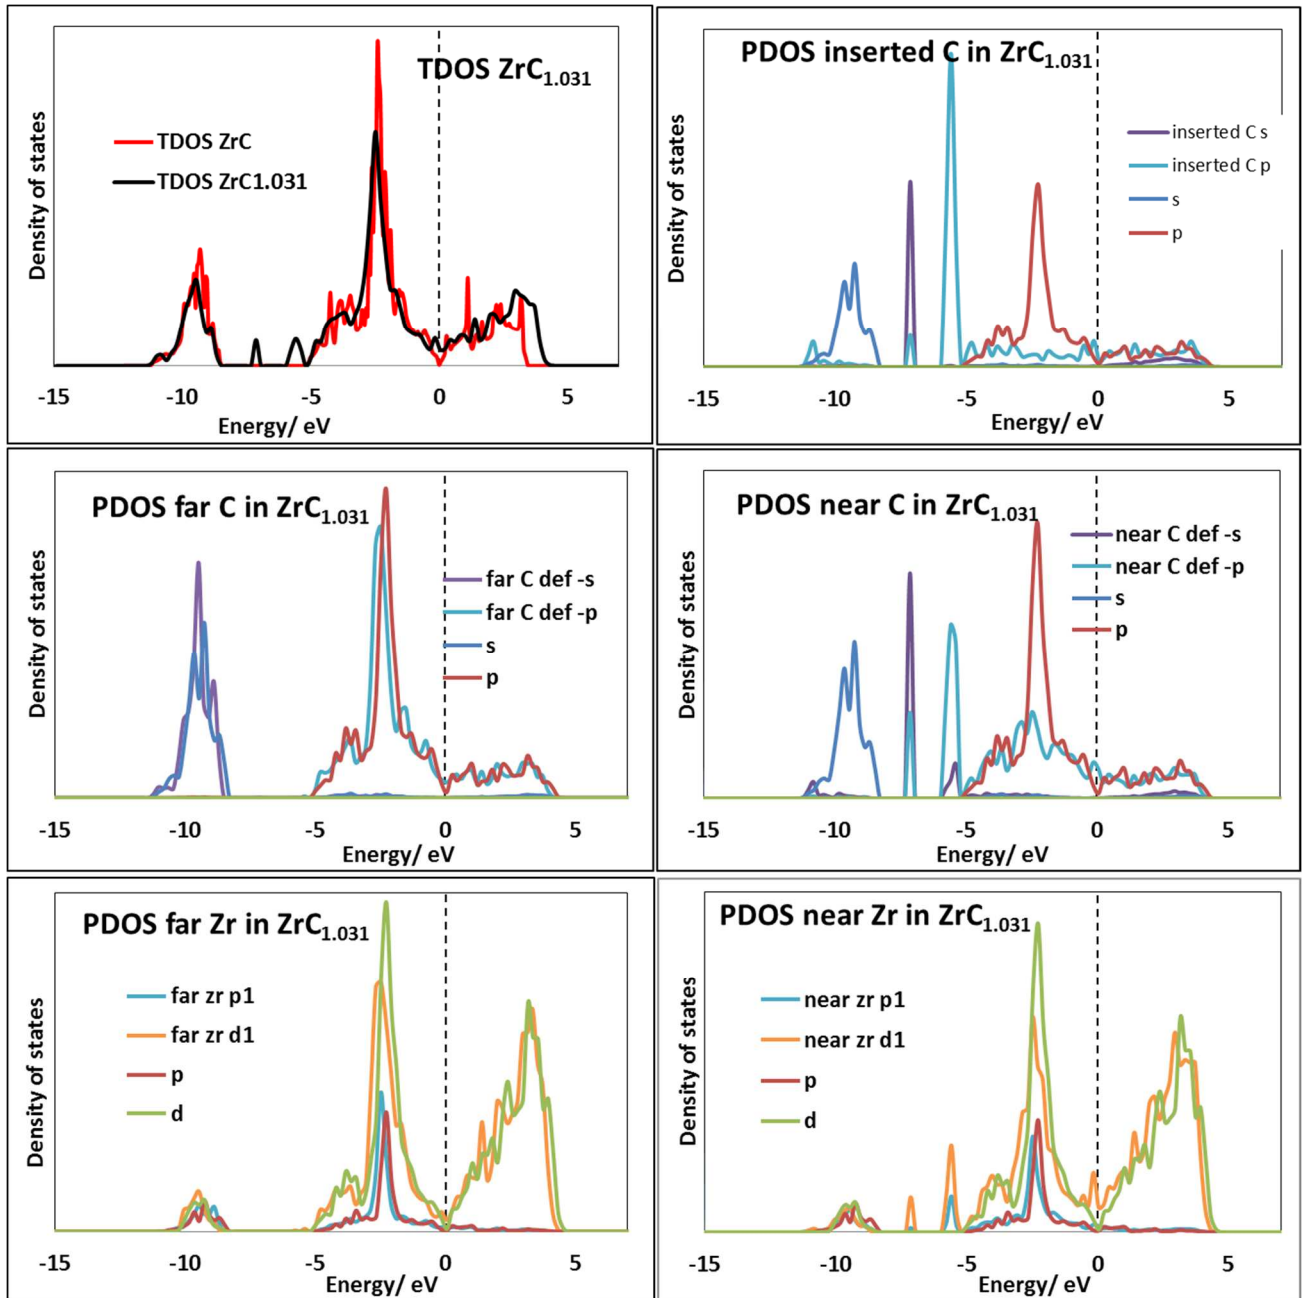 TDOS ZrC1.031
TDOS ZrC
TDOS ZrC1.031
Density of states
-15 -10 -5 0 5
Energy/ eV
PDOS inserted C in ZrC1.031
inserted C s
inserted C p
s
p
Density of states
-15 -10 -5 0 5
Energy/ eV
PDOS far C in ZrC1.031
far C def -s
far C def -p
s
p
Density of states
-15 -10 -5 0 5
Energy/ eV
PDOS near C in ZrC1.031
near C def -s
near C def -p
s
p
Density of states
-15 -10 -5 0 5
Energy/ eV
PDOS far Zr in ZrC1.031
far zr p1
far zr d1
p
d
Density of states
-15 -10 -5 0 5
Energy/ eV
PDOS near Zr in ZrC1.031
near zr p1
near zr d1
p
d
Density of states
-15 -10 -5 0 5
Energy/ eV